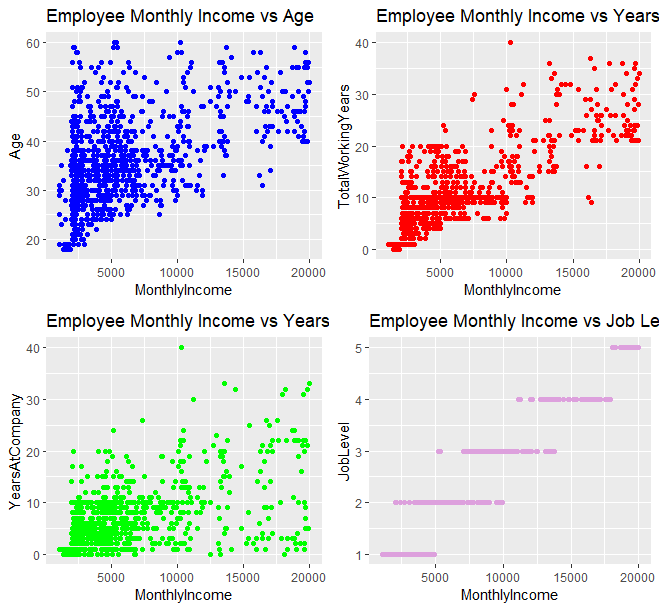 Employee Monthly Income vs Age
60
50
40
30
20
Age
5000 10000 15000 20000
MonthlyIncome
Employee Monthly Income vs Years
40
30
20
10
0
TotalWorkingYears
5000 10000 15000 20000
MonthlyIncome
Employee Monthly Income vs Years
40
30
20
10
0
YearsAtCompany
5000 10000 15000 20000
MonthlyIncome
Employee Monthly Income vs Job Le
5
4
3
2
1
JobLevel
5000 10000 15000 20000
MonthlyIncome